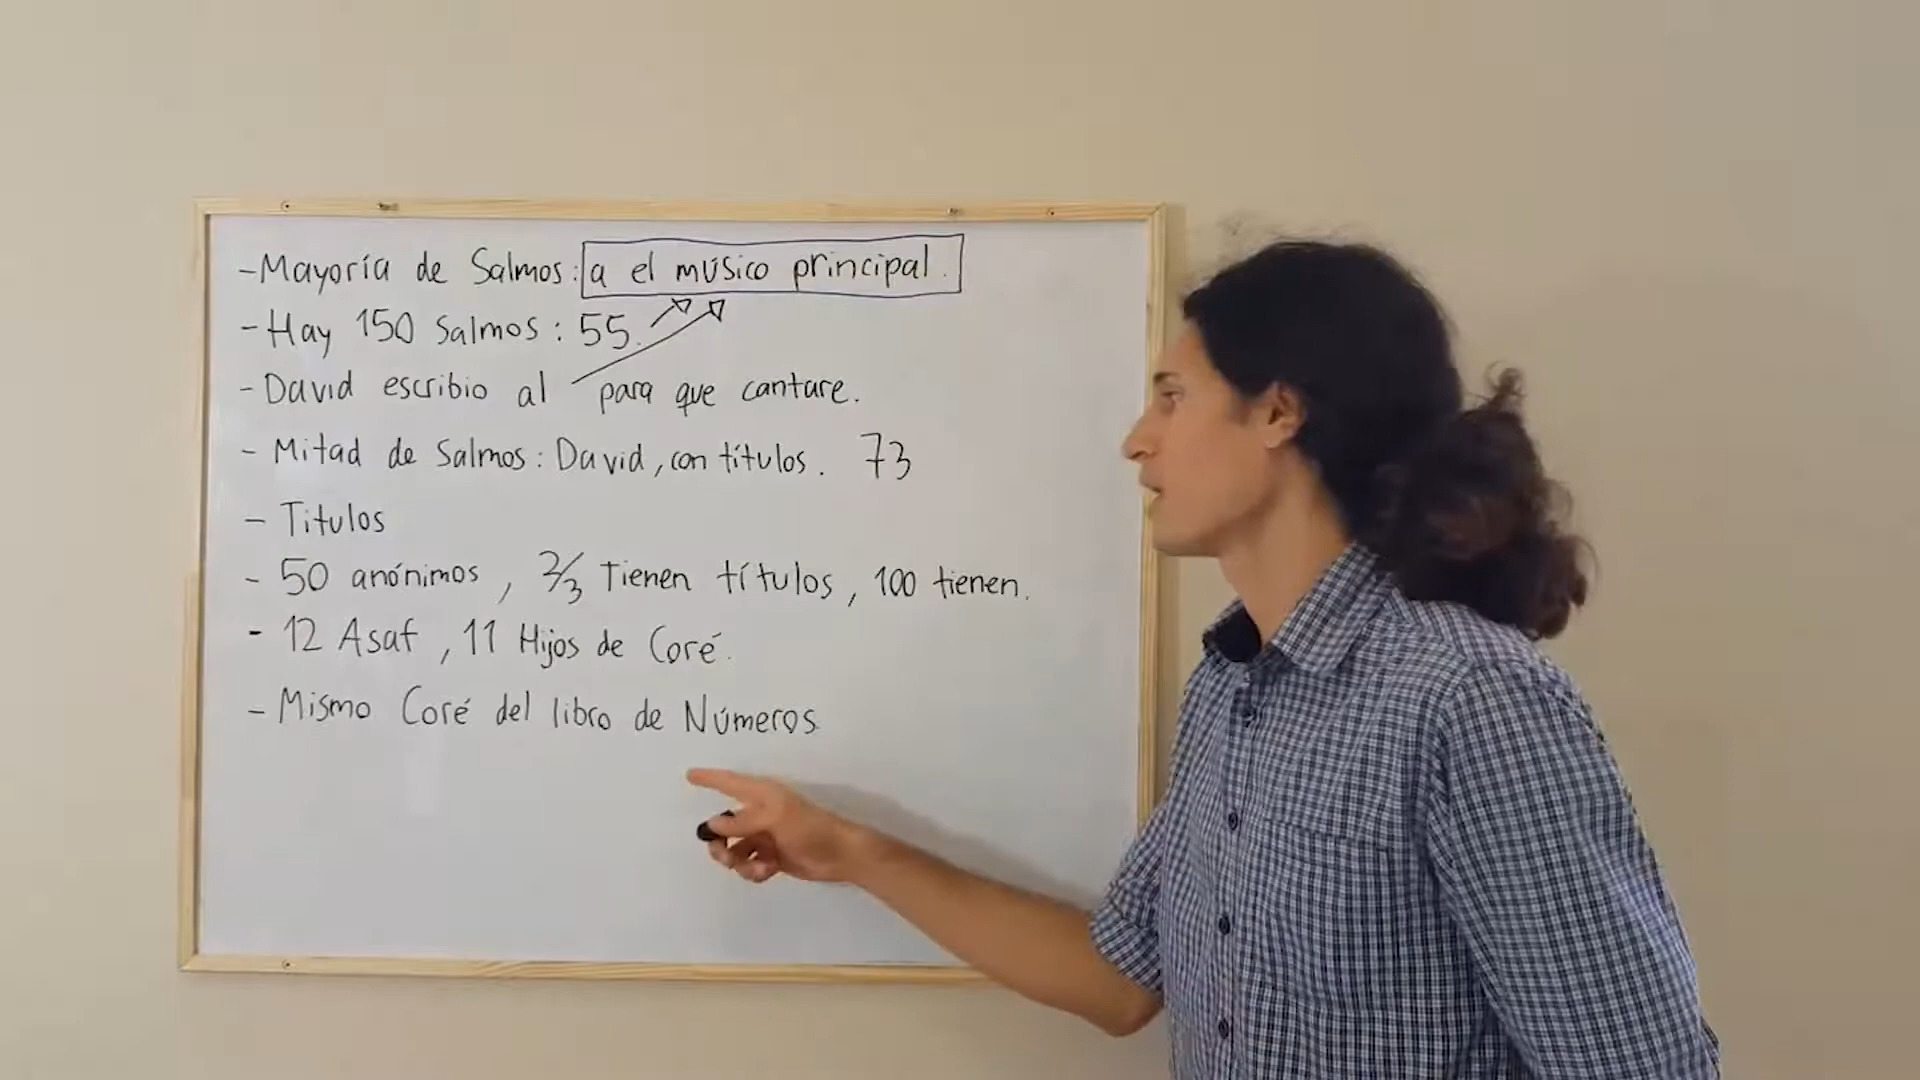 -Mayoría de Salmos: a el músico principal.
-Hay 150 Salmos: 55.
-David escribio al para que cantare.
- Mitad de Salmos: David, con títulos. 73
- Titulos
- 50 anónimos, 2/3 Tienen títulos, 100 tienen.
- 12 Asaf, 11 Hijos de Coré.
- Mismo Coré del libro de Números